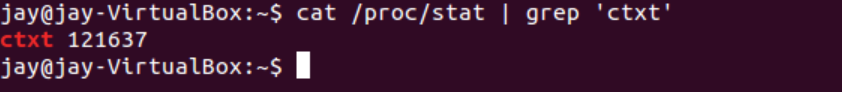 jay@jay-VirtualBox:~$ cat /proc/stat | grep 'ctxt'
ctxt 121637
jay@jay-VirtualBox:~$